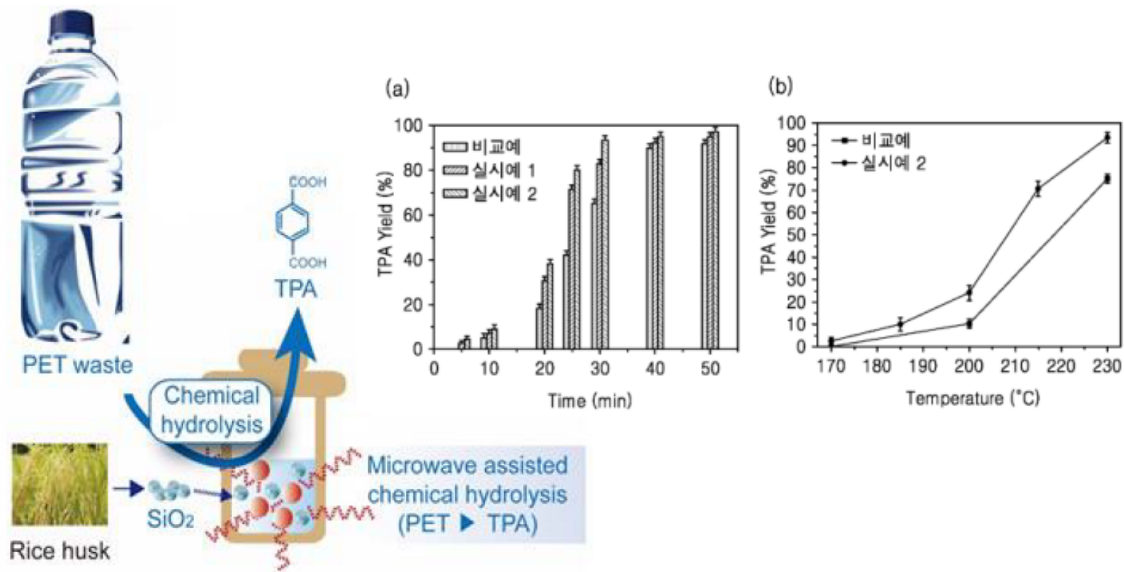 PET waste
COOH
COOH
TPA
Chemical
hydrolysis
Rice husk
SiO₂
Microwave assisted
chemical hydrolysis
(PET ▶ TPA)
(a)
TPA Yield (%)
100
80
60
40
20
0
비교예
실시예 1
실시예 2
0 10 20 30 40 50
Time (min)
(b)
TPA Yield (%)
100
90
80
70
60
50
40
30
20
10
0
비교예
실시예 2
170 180 190 200 210 220 230
Temperature (°C)